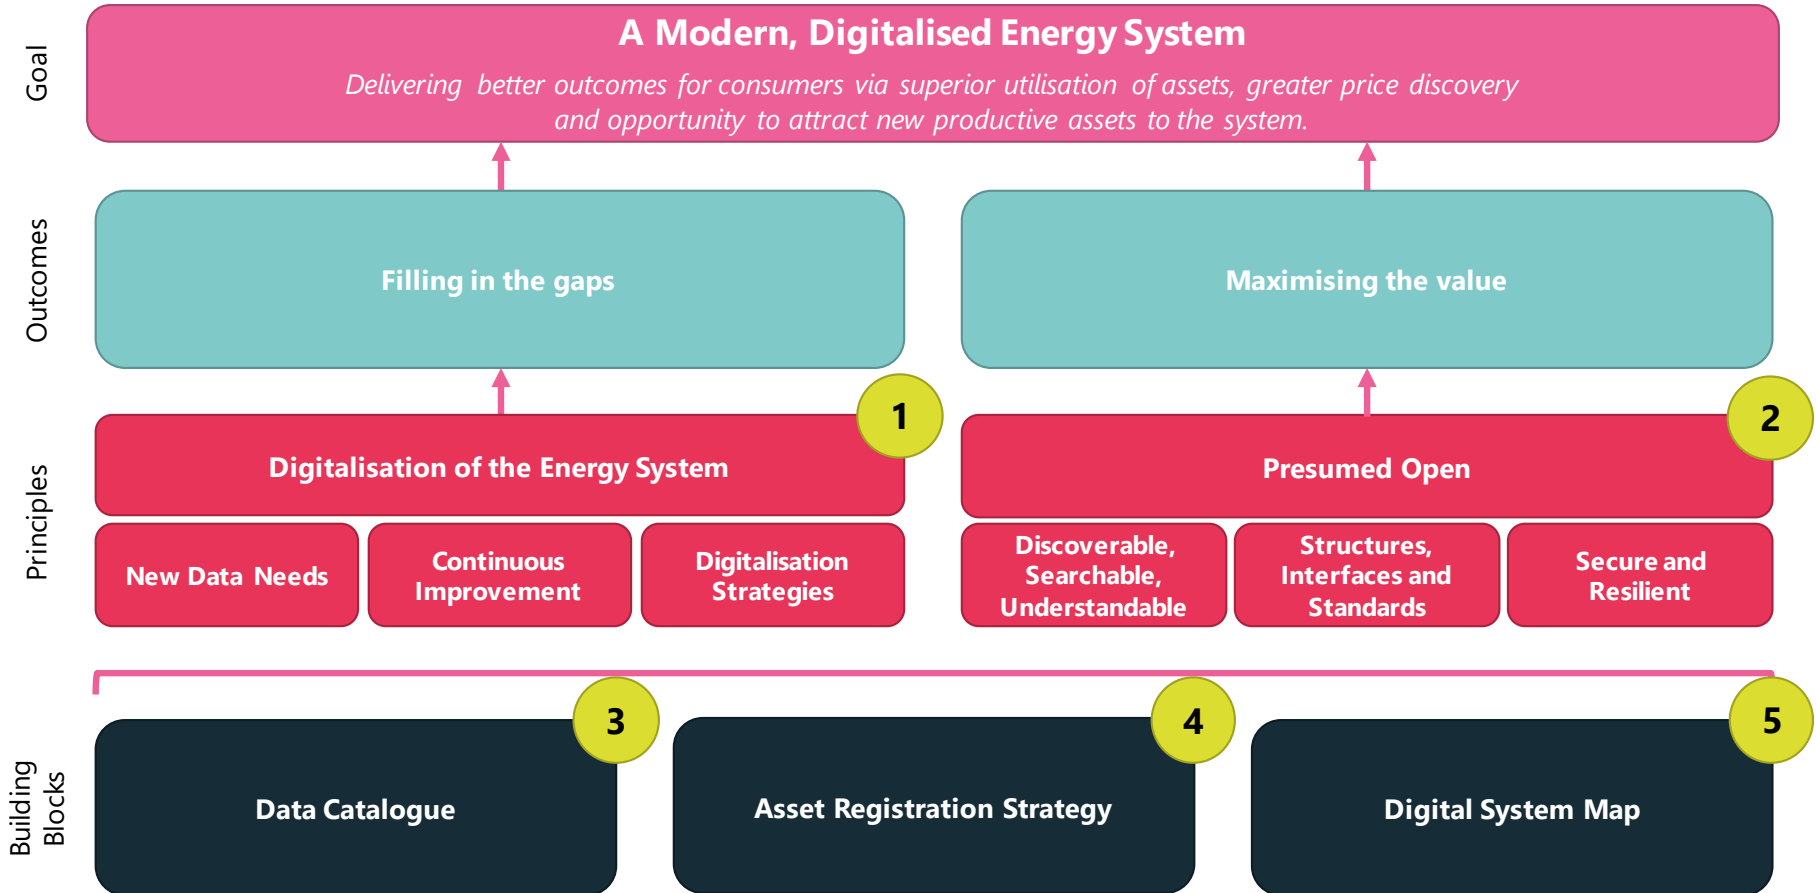 Goal
A Modern, Digitalised Energy System
Delivering better outcomes for consumers via superior utilisation of assets, greater price discovery
and opportunity to attract new productive assets to the system.
Outcomes
Filling in the gaps
Maximising the value
Principles
1
Digitalisation of the Energy System
2
Presumed Open
New Data Needs
Continuous
Improvement
Digitalisation
Strategies
Discoverable,
Searchable,
Understandable
Structures,
Interfaces and
Standards
Secure and
Resilient
Building
Blocks
3
Data Catalogue
4
Asset Registration Strategy
5
Digital System Map